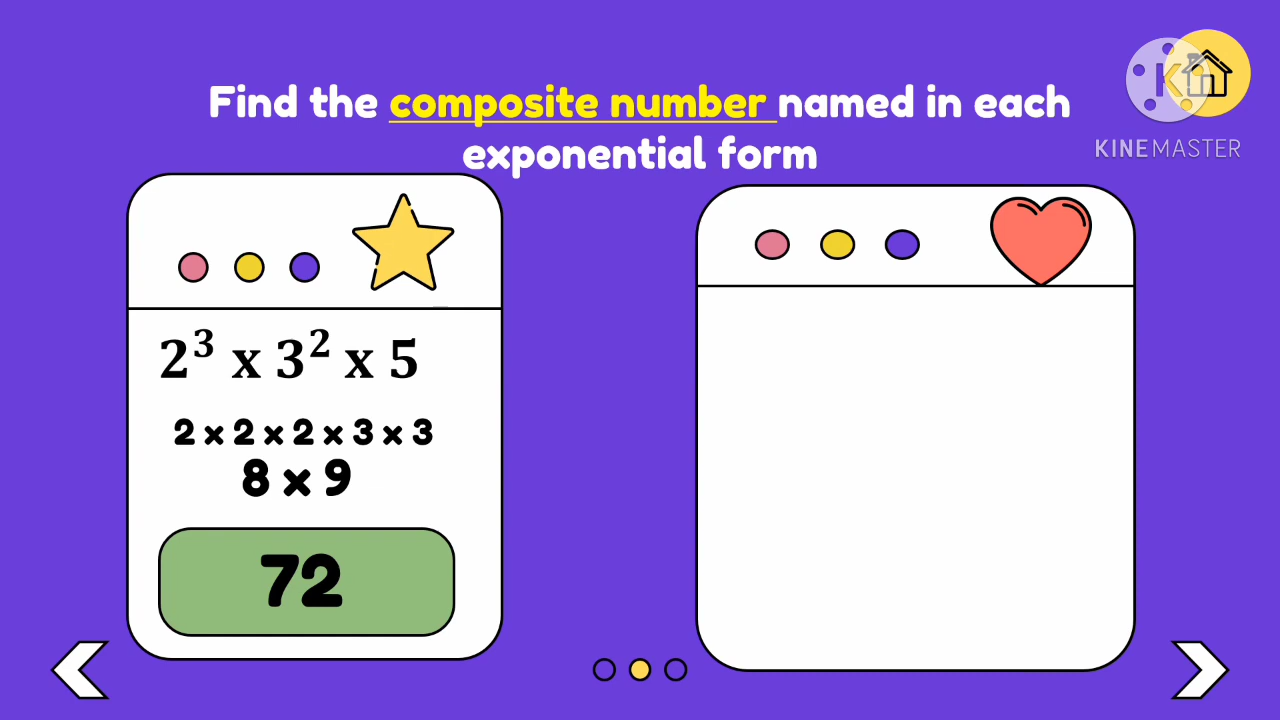 Find the composite number named in each
exponential form
KINEMASTER
2³ x 3² x 5
2 × 2 × 2 × 3 × 3
8 × 9
72